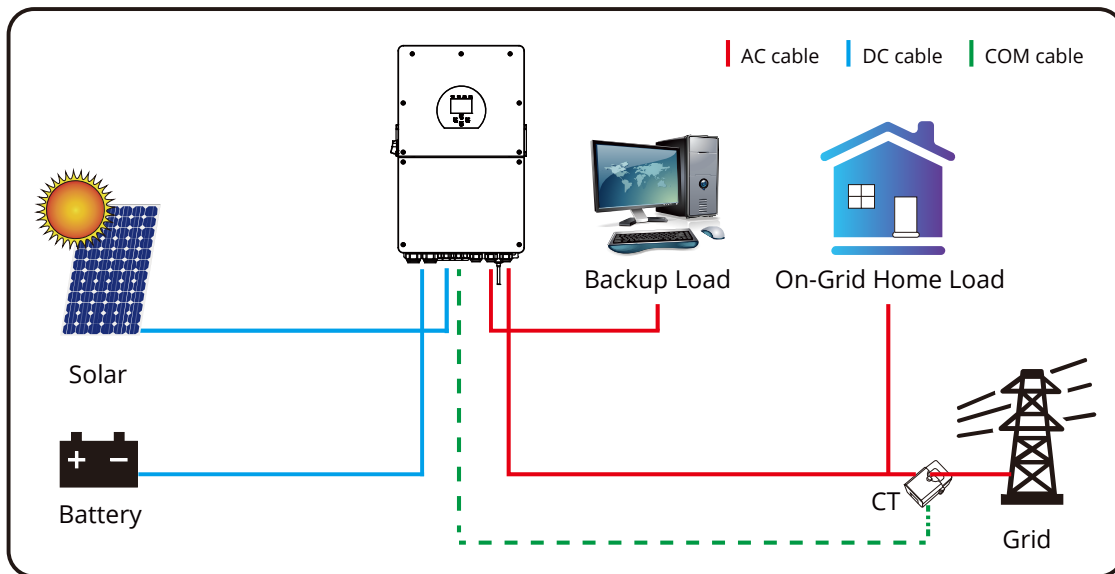 AC cable
DC cable
COM cable
Backup Load
On-Grid Home Load
Solar
+ −
Battery
CT
Grid